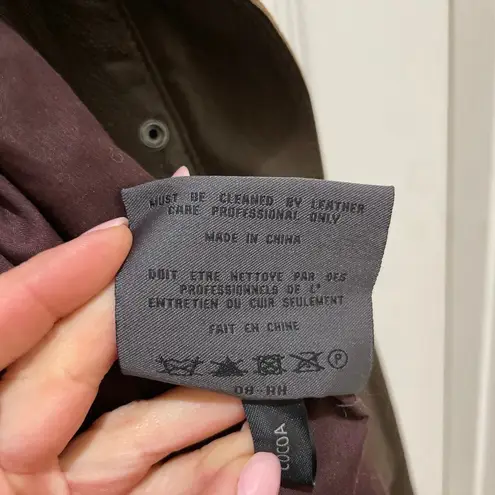 MUST BE CLEANED BY LEATHER
CARE PROFESSIONAL ONLY
MADE IN CHINA
DOIT ETRE NETTOYE PAR DES
PROFESSIONNELS DE L'
ENTRETIEN DU CUIR SEULEMENT
FAIT EN CHINE
P
08-RH
COCOA